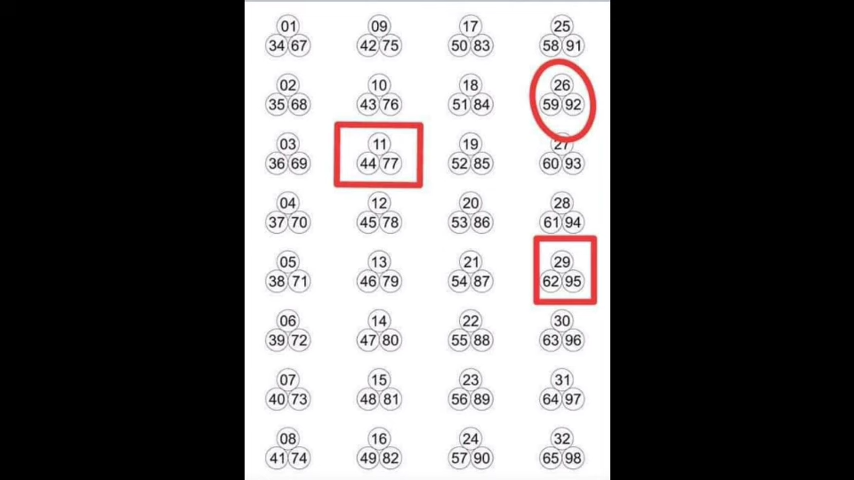 01 09 17 25
34 67 42 75 50 83 58 91
02 10 18 26
35 68 43 76 51 84 59 92
03 11 19 27
36 69 44 77 52 85 60 93
04 12 20 28
37 70 45 78 53 86 61 94
05 13 21 29
38 71 46 79 54 87 62 95
06 14 22 30
39 72 47 80 55 88 63 96
07 15 23 31
40 73 48 81 56 89 64 97
08 16 24 32
41 74 49 82 57 90 65 98